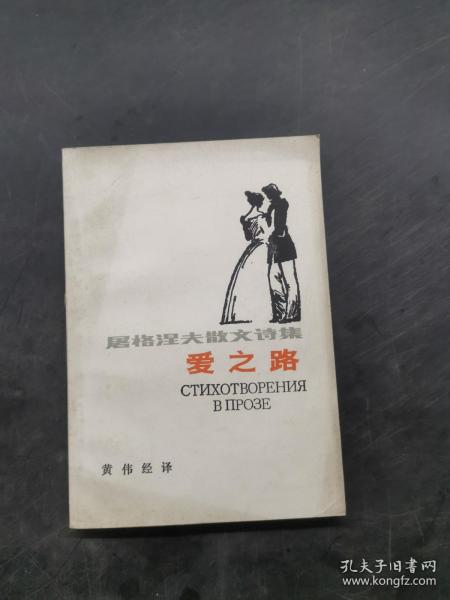 屠格涅夫散文诗集
爱之路
СТИХОТВОРЕНИЯ
В ПРОЗЕ
黄伟经译
孔夫子旧书网
www.kongfz.com